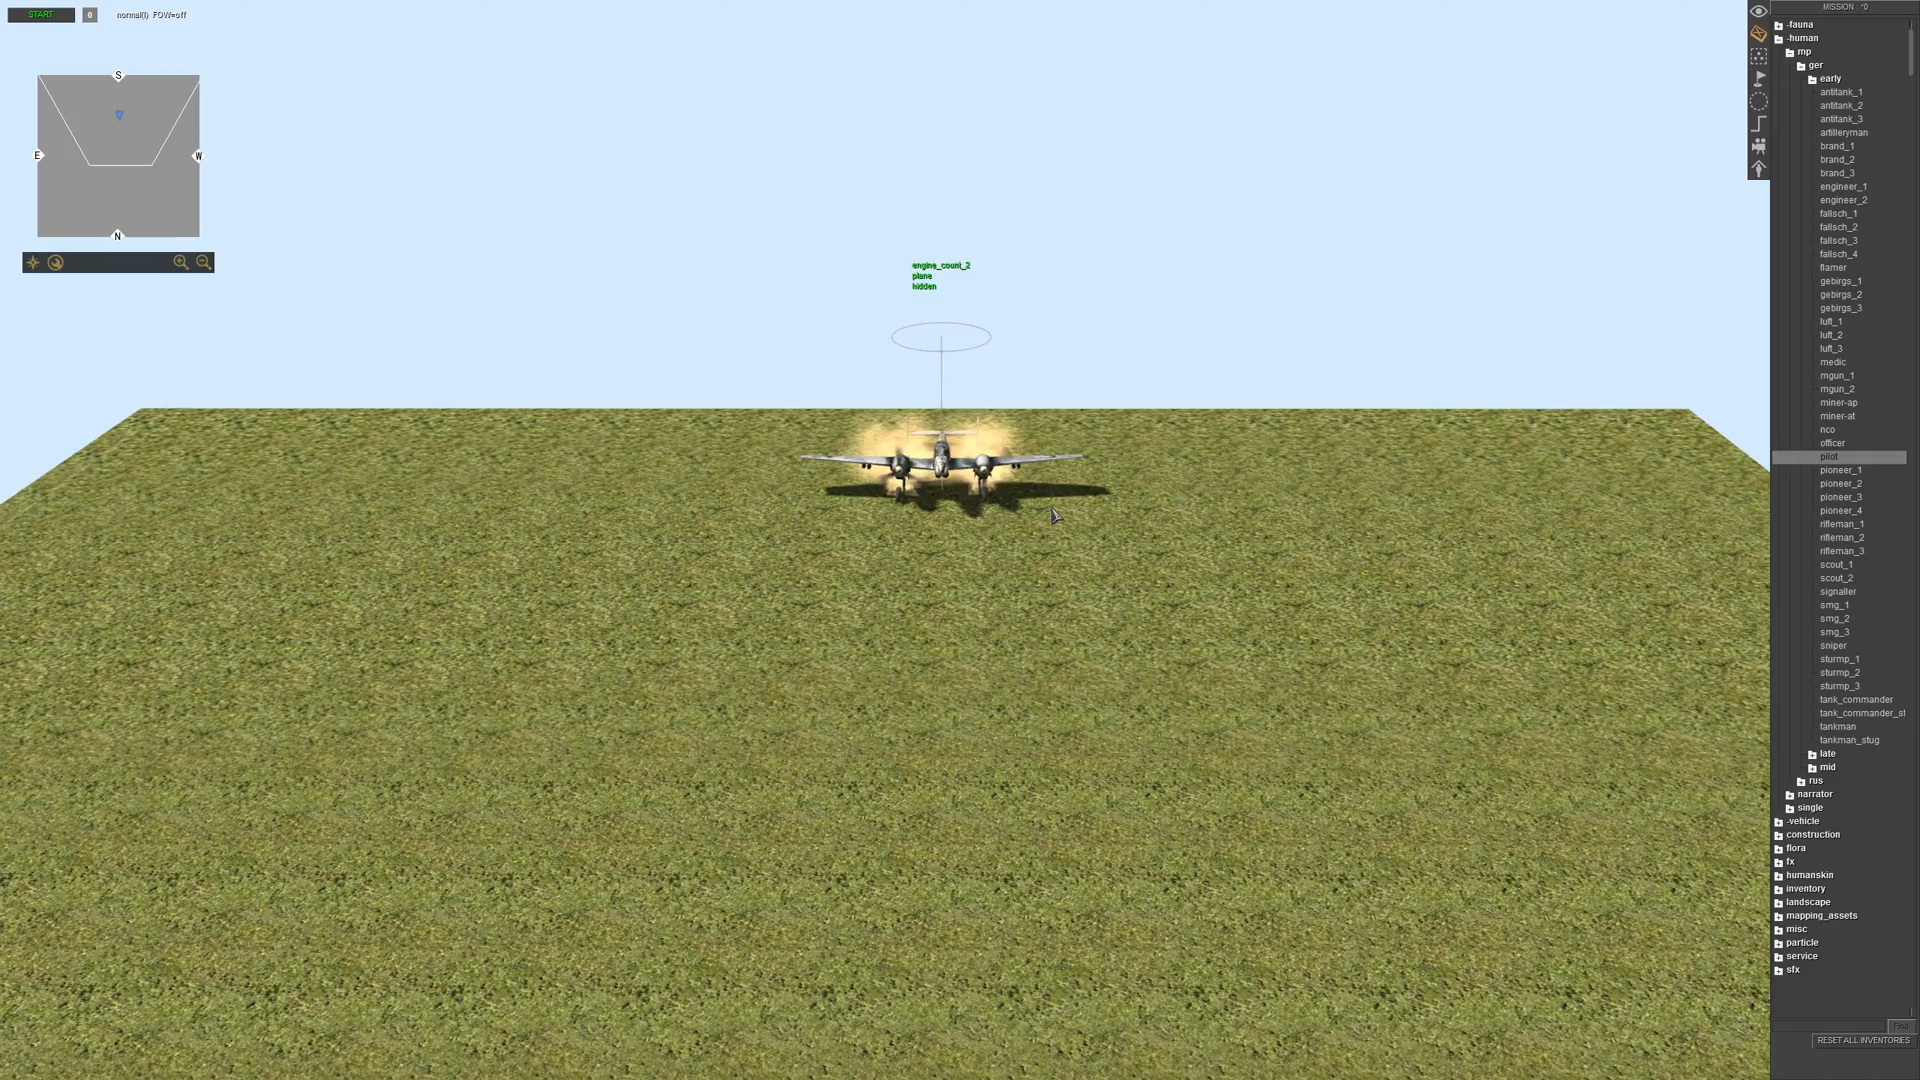 START
0
normal(l) FOW=off
S
E
W
N
engine_count_2
plane
hidden
MISSION : "0
-fauna
-human
mp
ger
early
antitank_1
antitank_2
antitank_3
artilleryman
brand_1
brand_2
brand_3
engineer_1
engineer_2
fallsch_1
fallsch_2
fallsch_3
fallsch_4
flamer
gebirgs_1
gebirgs_2
gebirgs_3
luft_1
luft_2
luft_3
medic
mgun_1
mgun_2
miner-ap
miner-at
nco
officer
pilot
pioneer_1
pioneer_2
pioneer_3
pioneer_4
rifleman_1
rifleman_2
rifleman_3
scout_1
scout_2
signaller
smg_1
smg_2
smg_3
sniper
sturmp_1
sturmp_2
sturmp_3
tank_commander
tank_commander_st
tankman
tankman_stug
late
mid
rus
narrator
single
-vehicle
construction
flora
fx
humanskin
inventory
landscape
mapping_assets
misc
particle
service
sfx
Find
RESET ALL INVENTORIES